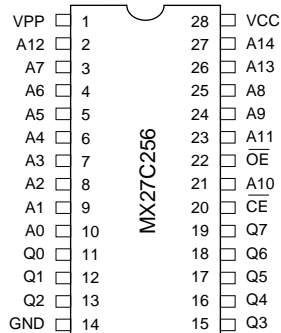 VPP 1 28 VCC
A12 2 27 A14
A7 3 26 A13
A6 4 25 A8
A5 5 24 A9
A4 6 23 A11
A3 7 22 O̅E̅
A2 8 21 A10
A1 9 20 C̅E̅
A0 10 19 Q7
Q0 11 18 Q6
Q1 12 17 Q5
Q2 13 16 Q4
GND 14 15 Q3
MX27C256